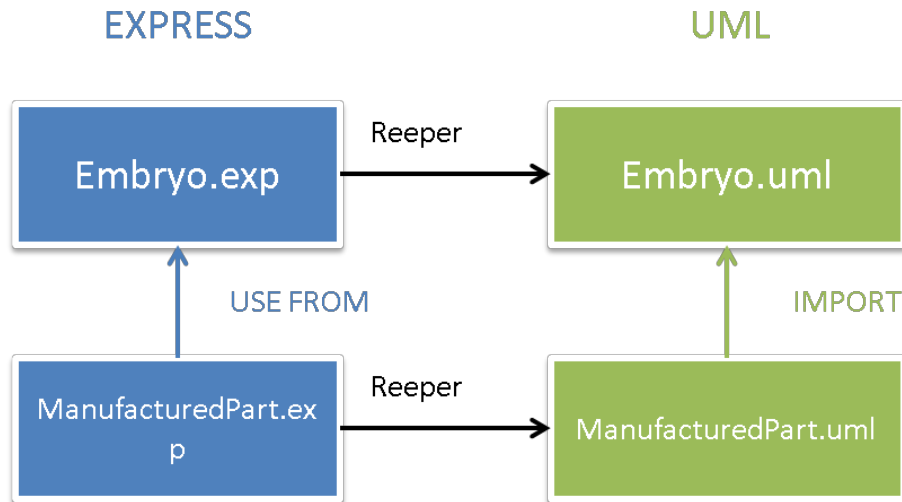 EXPRESS
UML
Reeper
Embryo.exp
Embryo.uml
USE FROM
IMPORT
Reeper
ManufacturedPart.ex
p
ManufacturedPart.uml